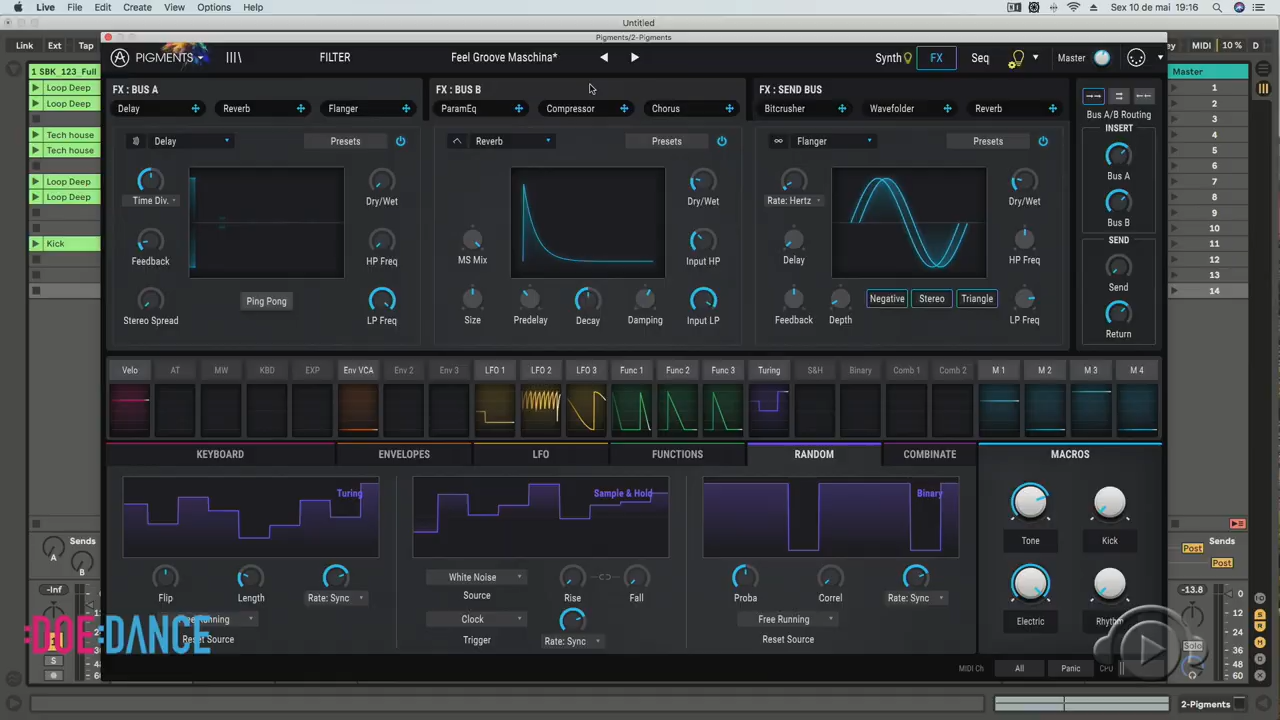 Live File Edit Create View Options Help Sex 10 de mai 19:16
Untitled
Link Ext Tap Pigments/2-Pigments MIDI 10 % D
PIGMENTS FILTER Feel Groove Maschina* Synth FX Seq Master
1 SBK_123_Full
Loop Deep
Loop Deep
Tech house
Tech house
Loop Deep
Loop Deep
Kick
FX : BUS A FX : BUS B FX : SEND BUS
Delay Reverb Flanger ParamEq Compressor Chorus Bitcrusher Wavefolder Reverb
Delay Presets Reverb Presets Flanger Presets
Time Div. Dry/Wet Dry/Wet Rate: Hertz Dry/Wet
Feedback HP Freq MS Mix Input HP Delay HP Freq
Ping Pong Negative Stereo Triangle
Stereo Spread LP Freq Size Predelay Decay Damping Input LP Feedback Depth LP Freq
Bus A/B Routing
INSERT
Bus A
Bus B
SEND
Send
Return
Master
1
2
3
4
5
6
7
8
9
10
11
12
13
14
Velo AT MW KBD EXP Env VCA Env 2 Env 3 LFO 1 LFO 2 LFO 3 Func 1 Func 2 Func 3 Turing S&H Binary Comb 1 Comb 2 M 1 M 2 M 3 M 4
KEYBOARD ENVELOPES LFO FUNCTIONS RANDOM COMBINATE MACROS
Turing Sample & Hold Binary
Flip Length Rate: Sync
Reset Source
White Noise
Source
Rise Fall
Clock
Trigger
Rate: Sync
Proba Correl Rate: Sync
Free Running
Reset Source
Tone Kick
Electric
MIDI Ch All Panic CPU
Sends
A
B
-Inf
S
Sends
Post
Post
-13.8
0
12
24
36
48
60
Solo
:DOE:DANCE
2-Pigments